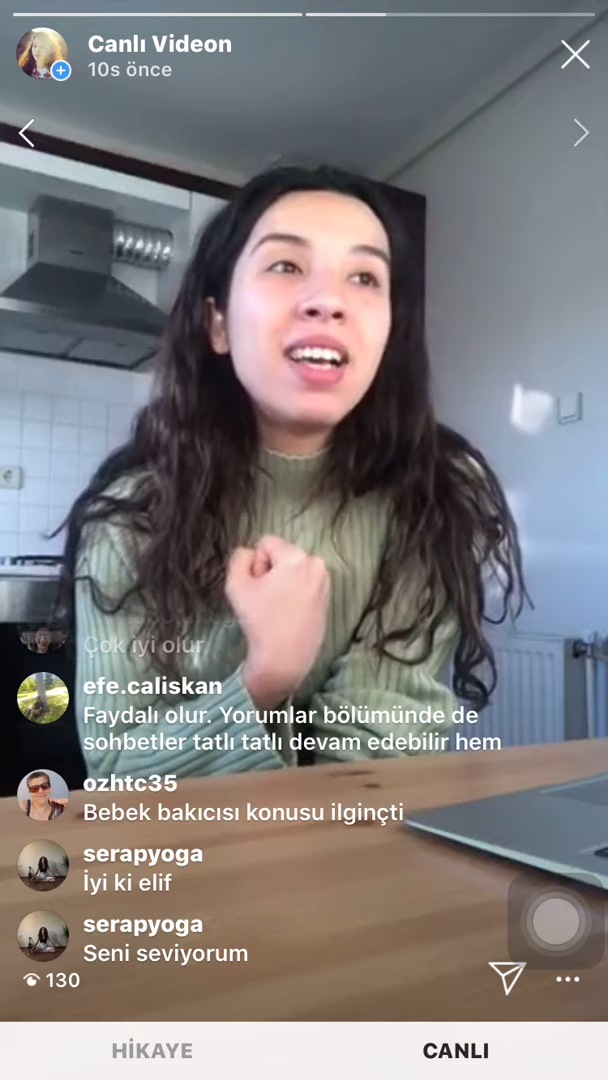 Canlı Videon
10s önce
Çok iyi olur
efe.caliskan
Faydalı olur. Yorumlar bölümünde de
sohbetler tatlı tatlı devam edebilir hem
ozhtc35
Bebek bakıcısı konusu ilginçti
serapyoga
İyi ki elif
serapyoga
Seni seviyorum
130
HİKAYE
CANLI